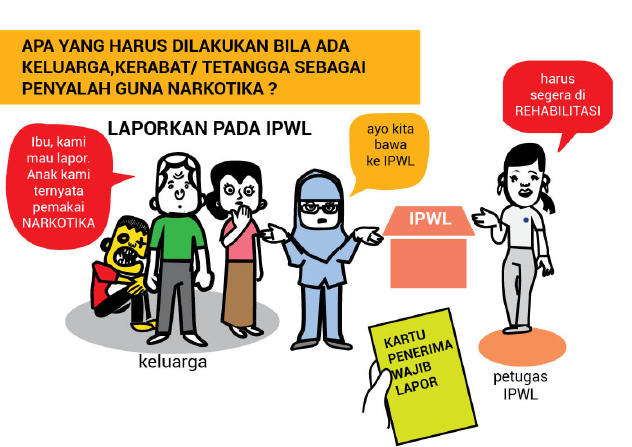 APA YANG HARUS DILAKUKAN BILA ADA
KELUARGA,KERABAT/ TETANGGA SEBAGAI
PENYALAH GUNA NARKOTIKA ?
LAPORKAN PADA IPWL
Ibu, kami
mau lapor.
Anak kami
ternyata
pemakai
NARKOTIKA
ayo kita
bawa
ke IPWL
harus
segera di
REHABILITASI
IPWL
keluarga
KARTU
PENERIMA
WAJIB
LAPOR
petugas
IPWL